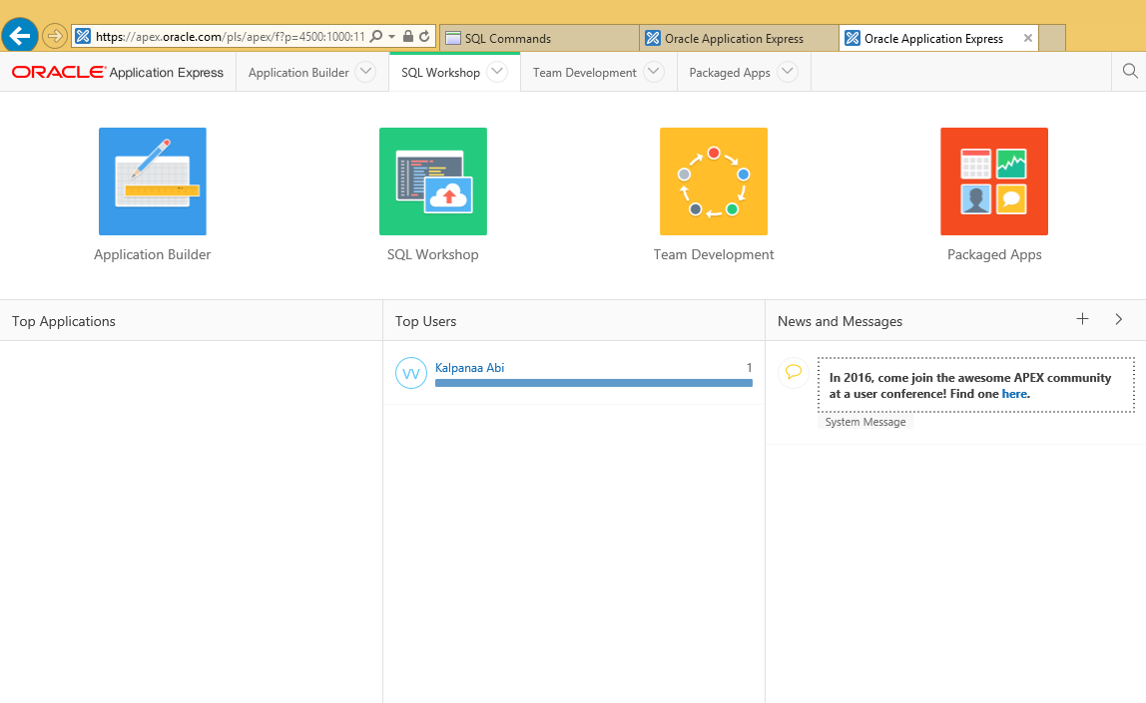 https://apex.oracle.com/pls/apex/f?p=4500:1000:11
SQL Commands
Oracle Application Express
Oracle Application Express
ORACLE Application Express
Application Builder
SQL Workshop
Team Development
Packaged Apps
Application Builder
SQL Workshop
Team Development
Packaged Apps
Top Applications
Top Users
News and Messages
VV
Kalpanaa Abi
1
In 2016, come join the awesome APEX community
at a user conference! Find one here.
System Message